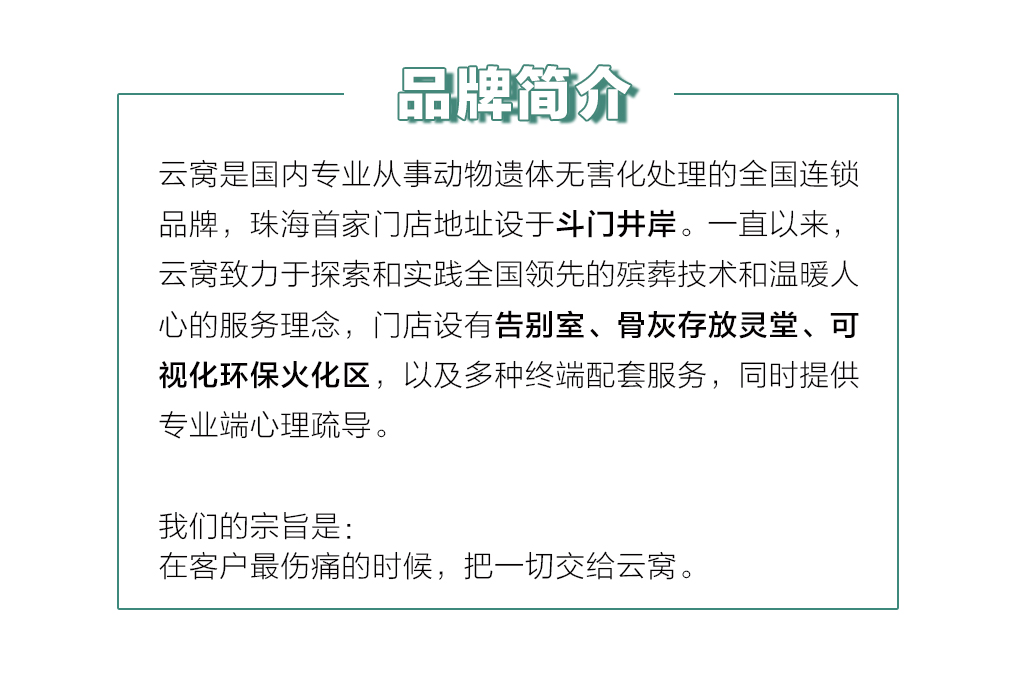 品牌简介
云窝是国内专业从事动物遗体无害化处理的全国连锁
品牌，珠海首家门店地址设于斗门井岸。一直以来，
云窝致力于探索和实践全国领先的殡葬技术和温暖人
心的服务理念，门店设有告别室、骨灰存放灵堂、可
视化环保火化区，以及多种终端配套服务，同时提供
专业端心理疏导。
我们的宗旨是：
在客户最伤痛的时候，把一切交给云窝。